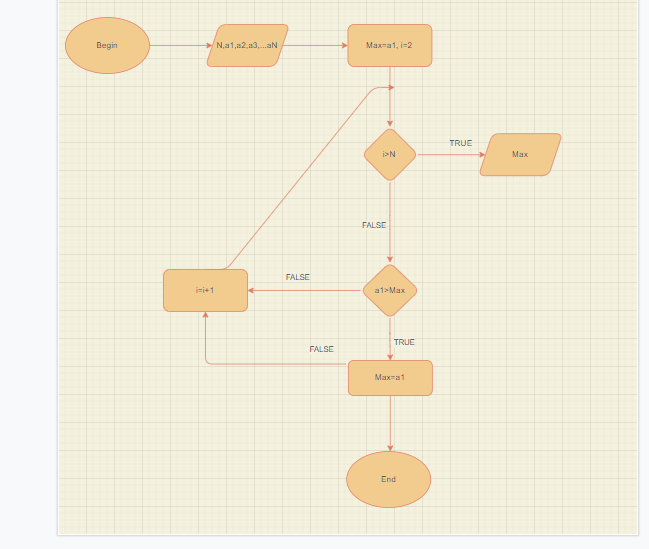 Begin
N,a1,a2,a3,...aN
Max=a1, i=2
i>N
TRUE
Max
FALSE
a1>Max
FALSE
i=i+1
TRUE
FALSE
Max=a1
End